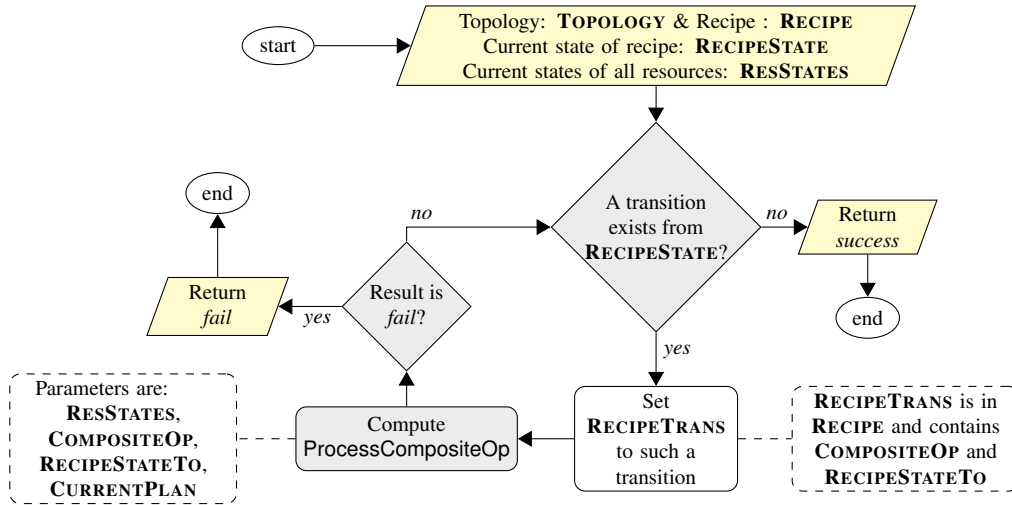 start
Topology: TOPOLOGY & Recipe : RECIPE
Current state of recipe: RECIPESTATE
Current states of all resources: RESSTATES
end
no
A transition
exists from
RECIPESTATE?
no
Return
success
Return
fail
yes
Result is
fail?
end
yes
Parameters are:
RESSTATES,
COMPOSITEOP,
RECIPESTATETO,
CURRENTPLAN
Compute
ProcessCompositeOp
Set
RECIPETRANS
to such a
transition
RECIPETRANS is in
RECIPE and contains
COMPOSITEOP and
RECIPESTATETO